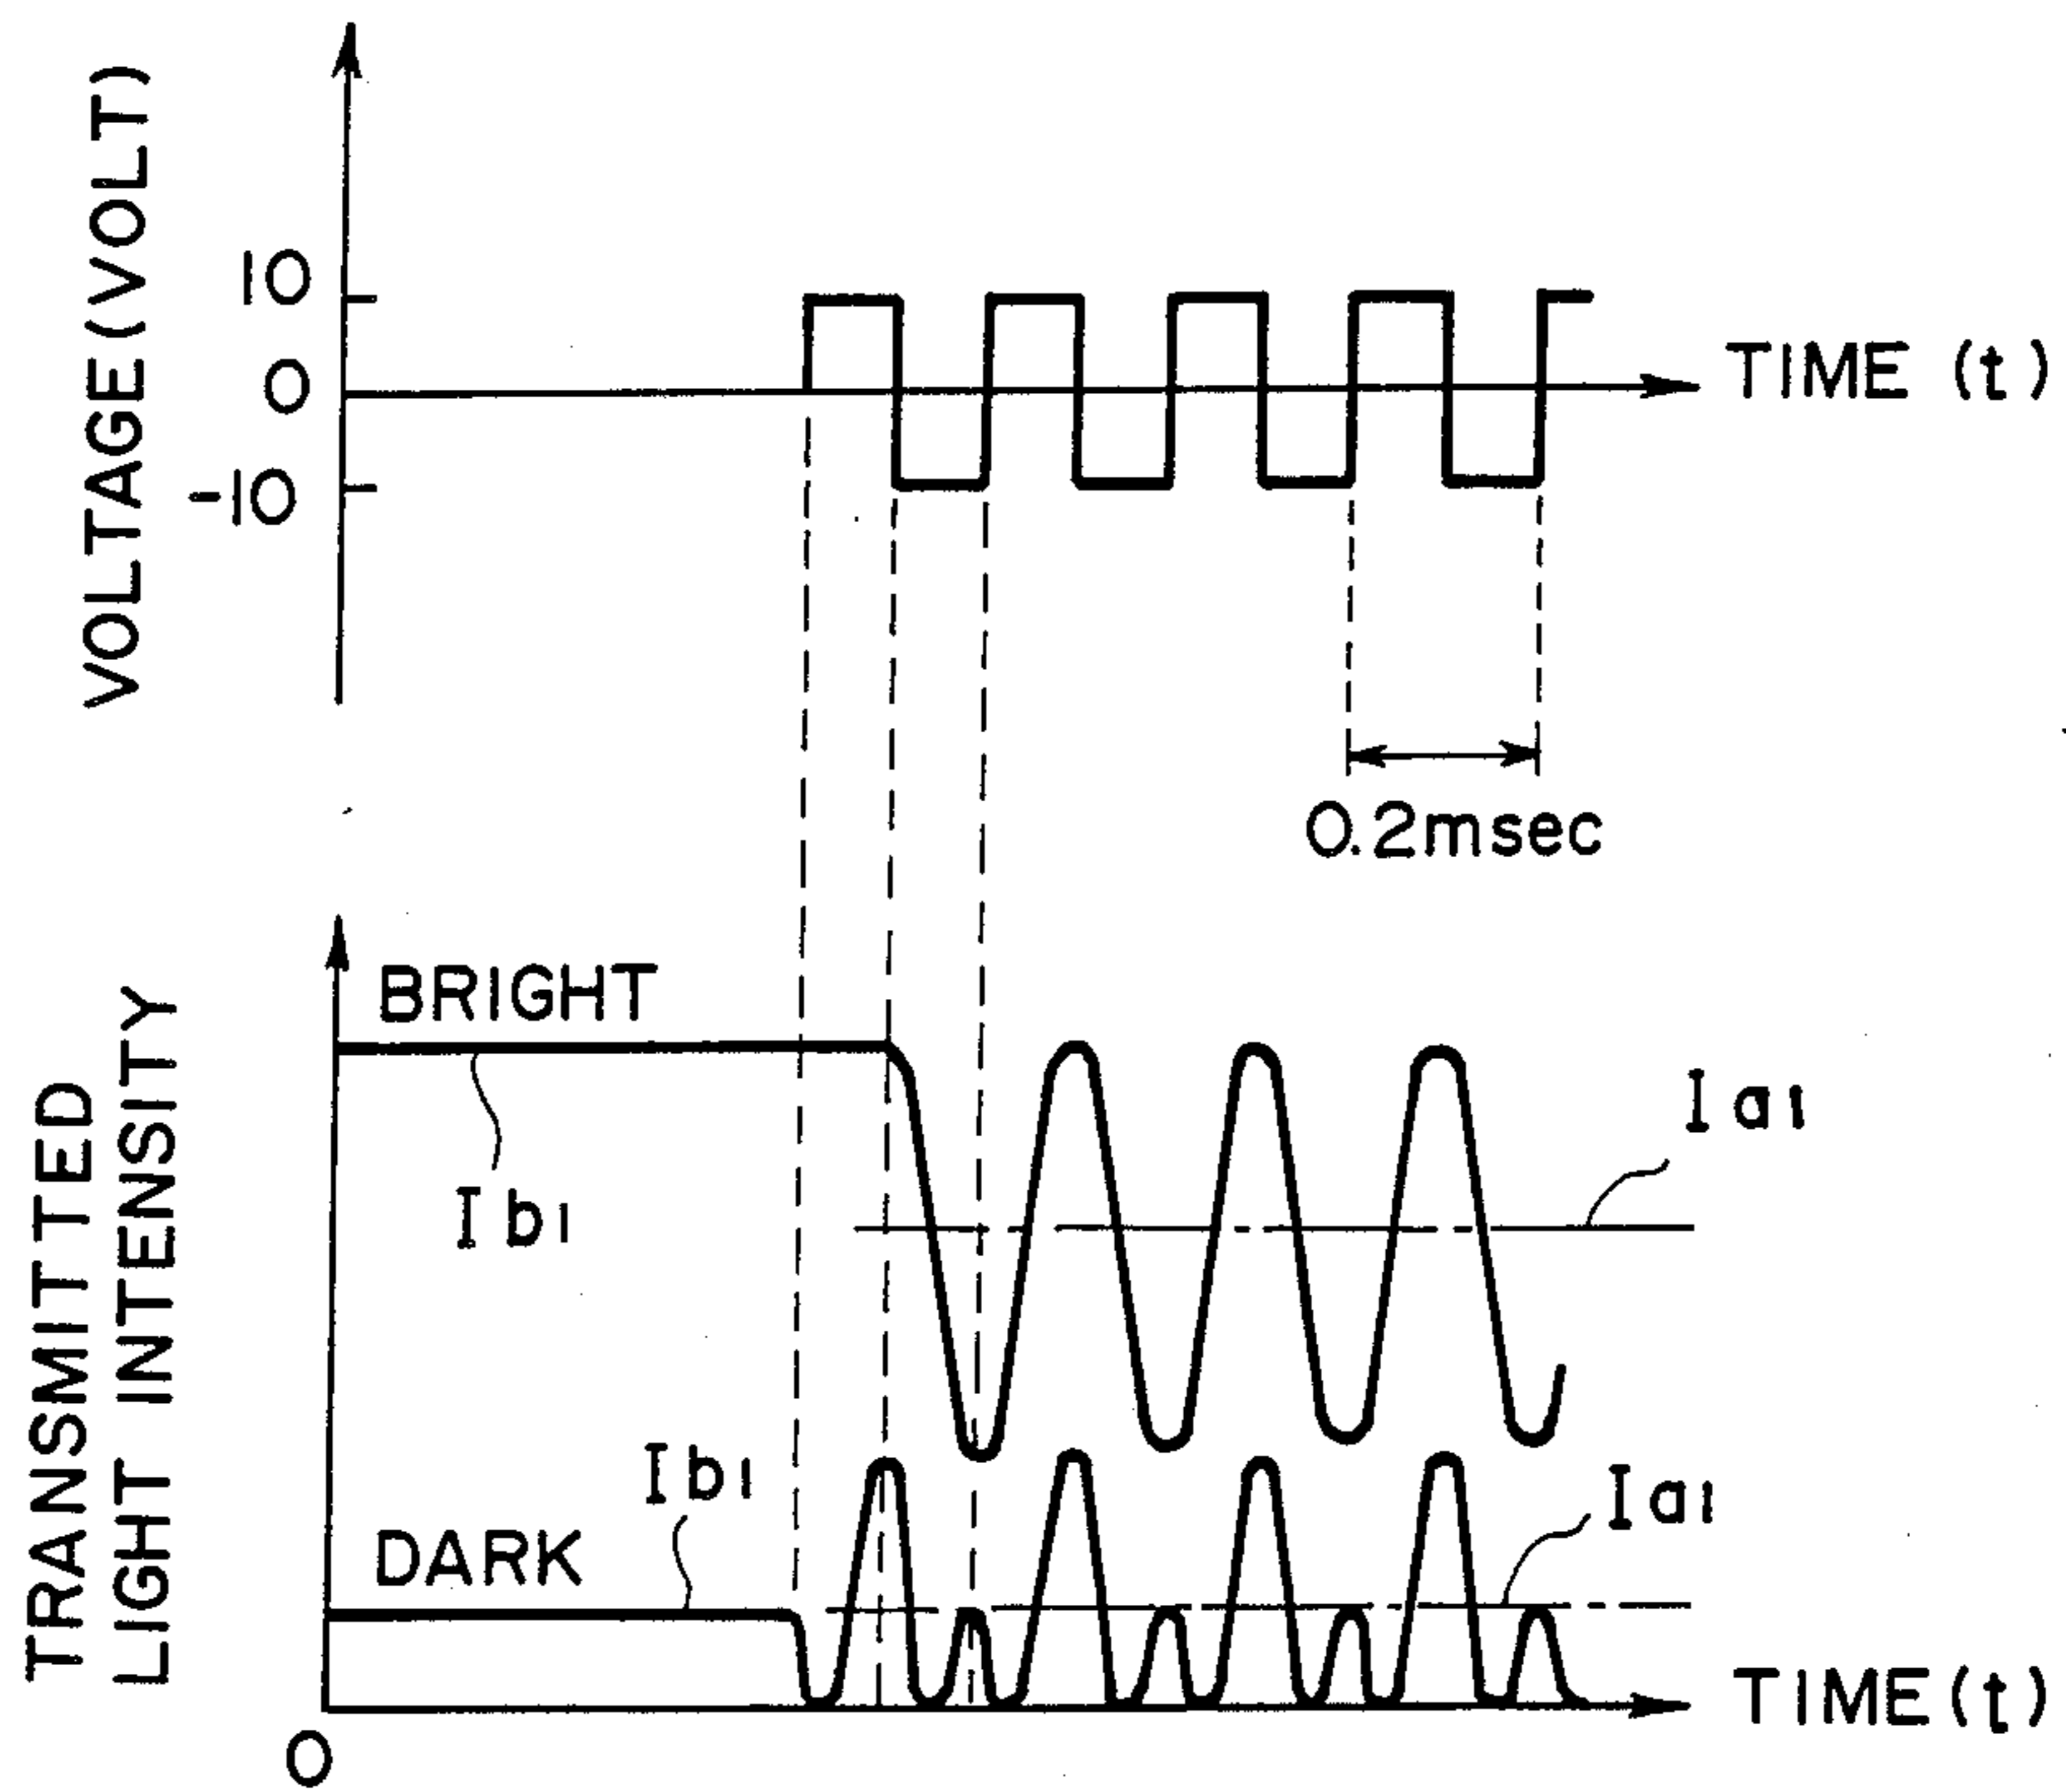 VOLTAGE (VOLT)
10
0
-10
TIME (t)
0.2msec
TRANSMITTED
LIGHT INTENSITY
BRIGHT
Ib1
Ia1
Ib1
DARK
Ia1
TIME (t)
0